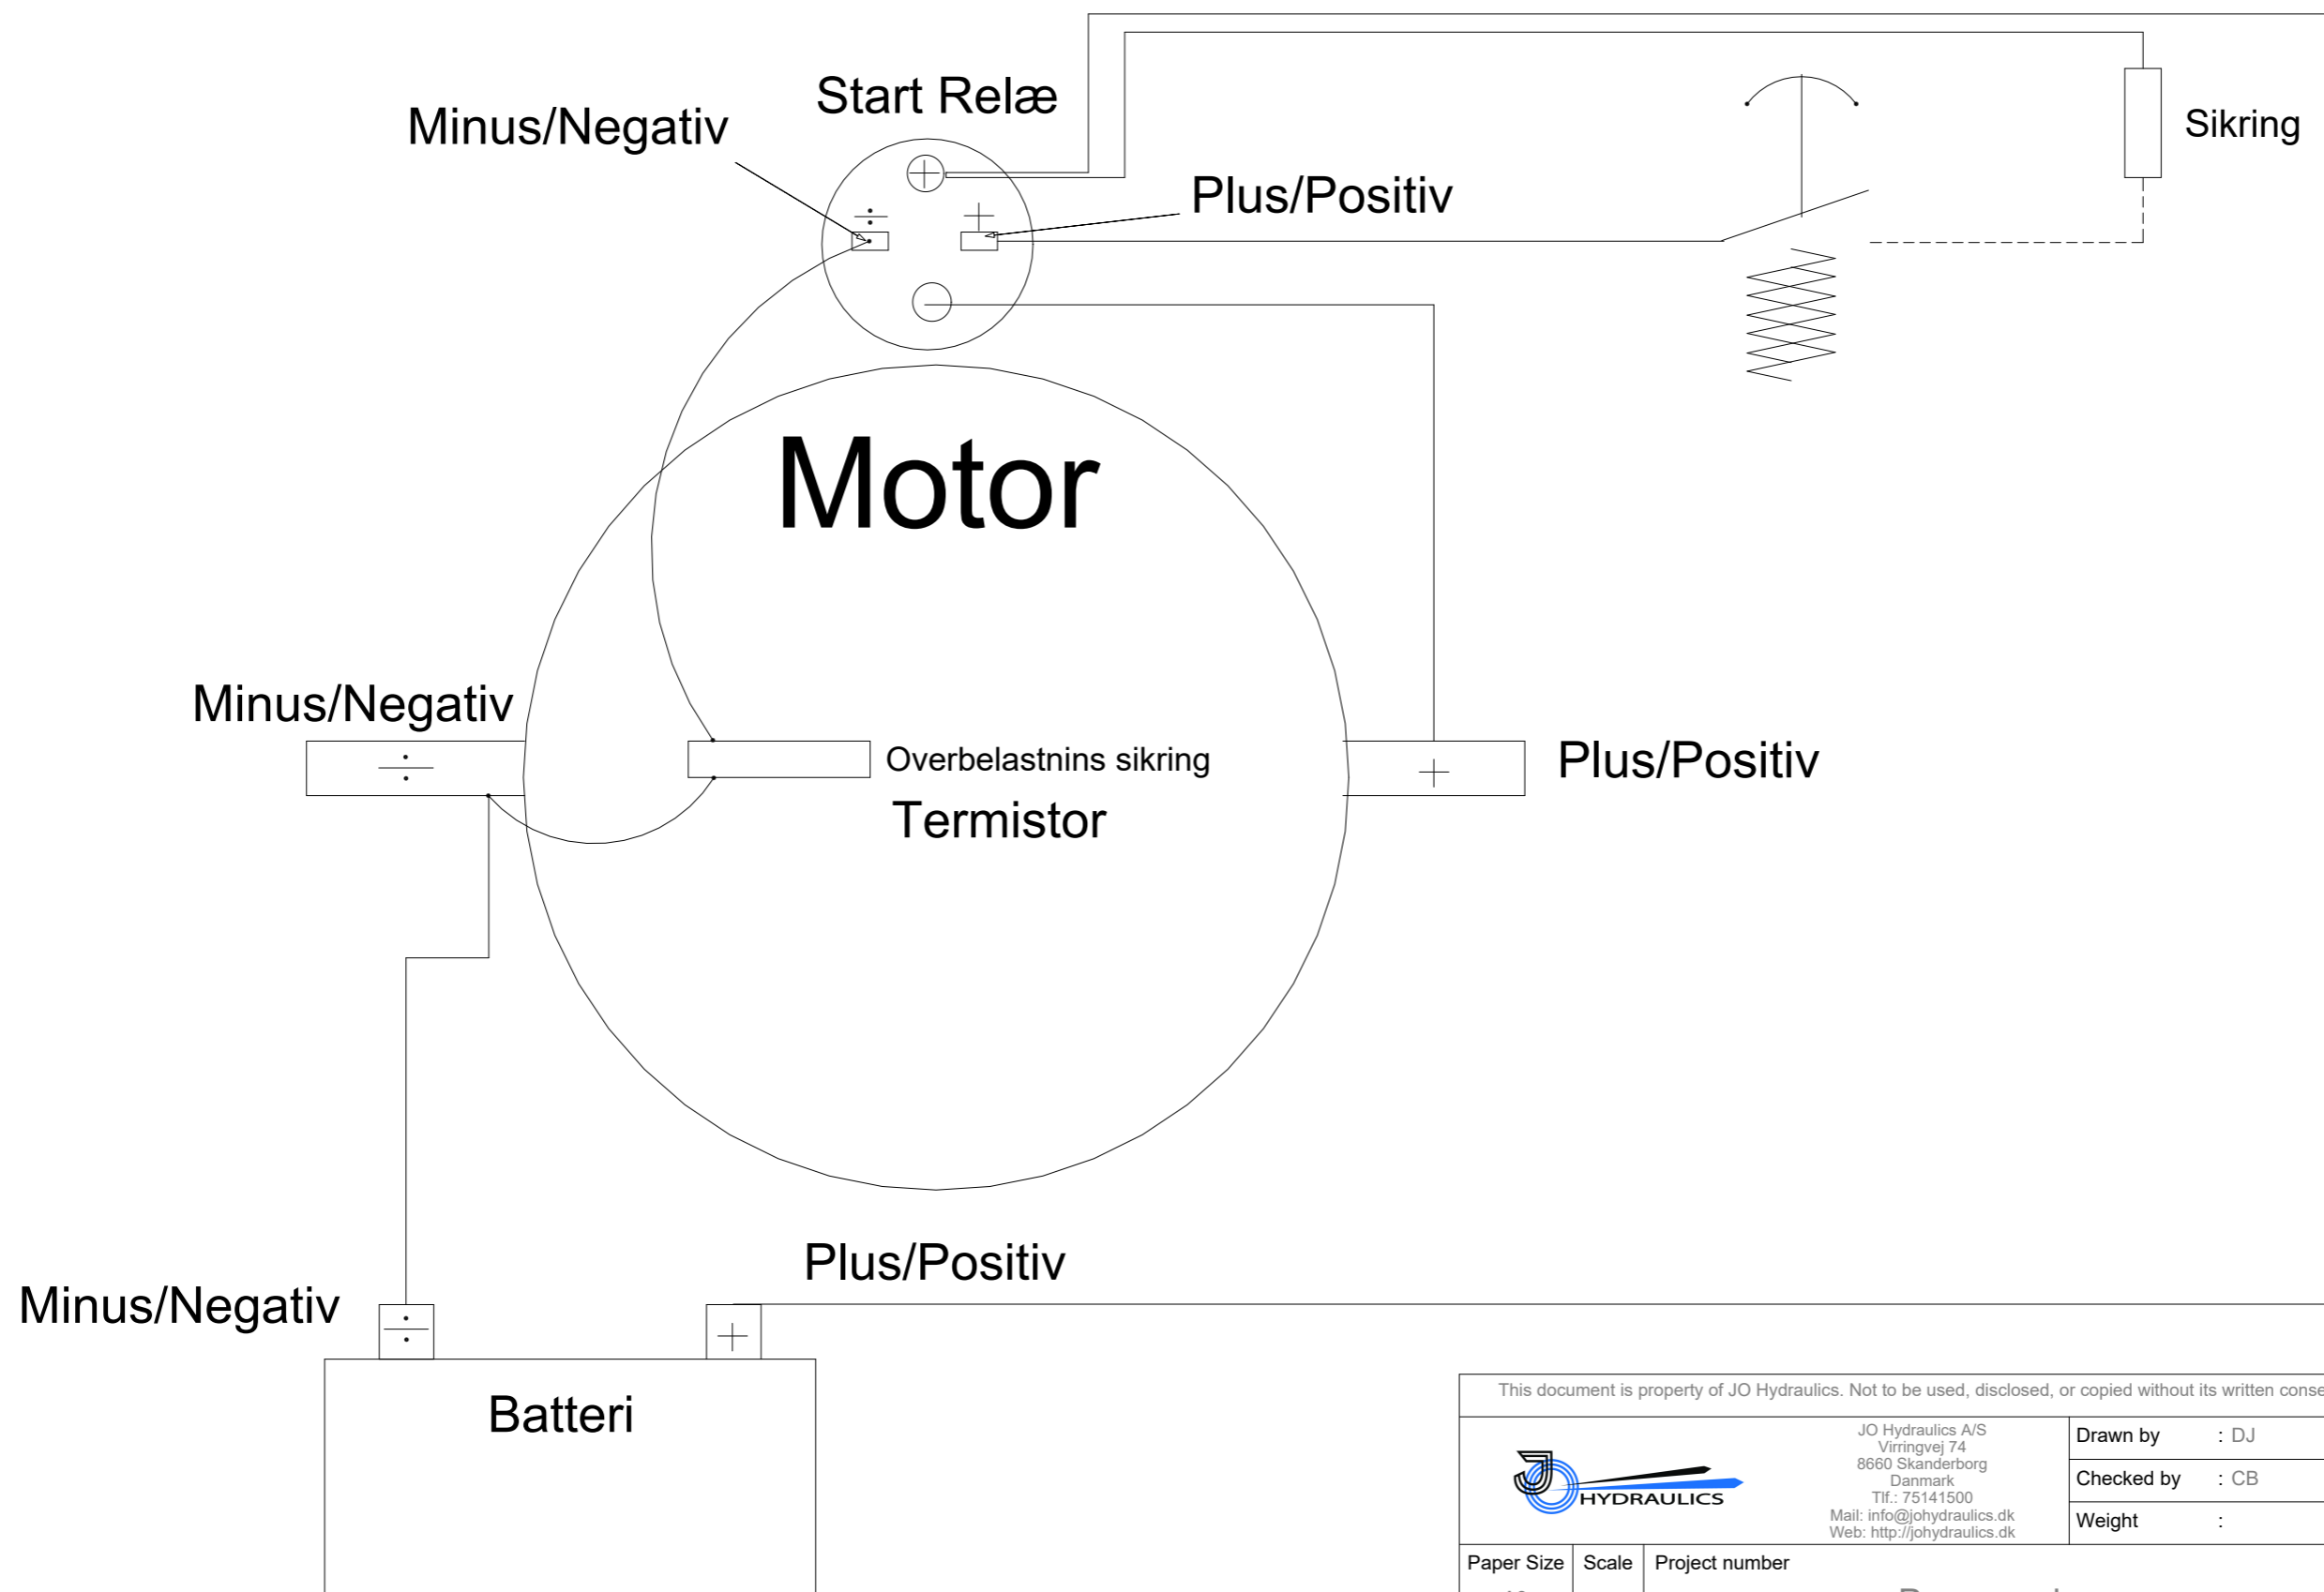 Start Relæ
Minus/Negativ
Sikring
Plus/Positiv
Motor
Minus/Negativ
Overbelastnins sikring
Plus/Positiv
Termistor
Plus/Positiv
Minus/Negativ
Batteri
This document is property of JO Hydraulics. Not to be used, disclosed, or copied without its written
JO Hydraulics A/S
Virringvej 74
8660 Skanderborg
Danmark
Tlf.: 75141500
Mail: info@johydraulics.dk
Web: http://johydraulics.dk
HYDRAULICS
Drawn by : DJ
Checked by : CB
Weight :
Paper Size Scale Project number